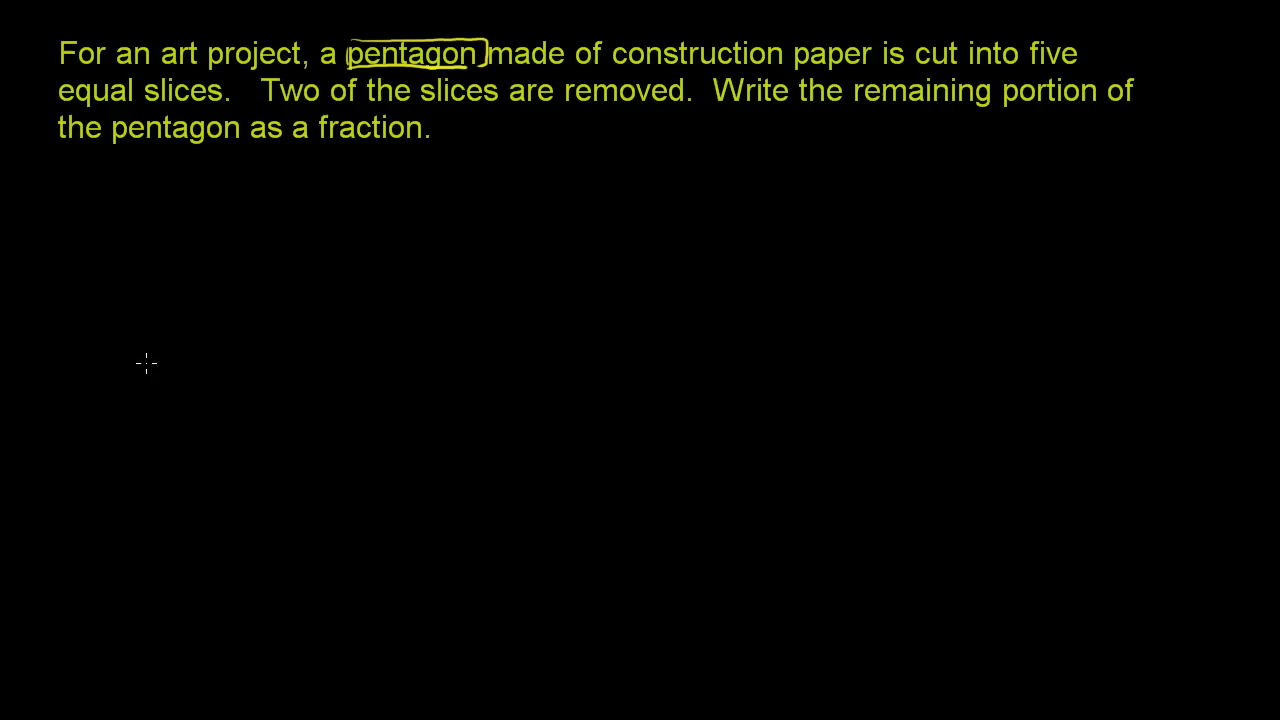 For an art project, a pentagon made of construction paper is cut into five
equal slices. Two of the slices are removed. Write the remaining portion of
the pentagon as a fraction.